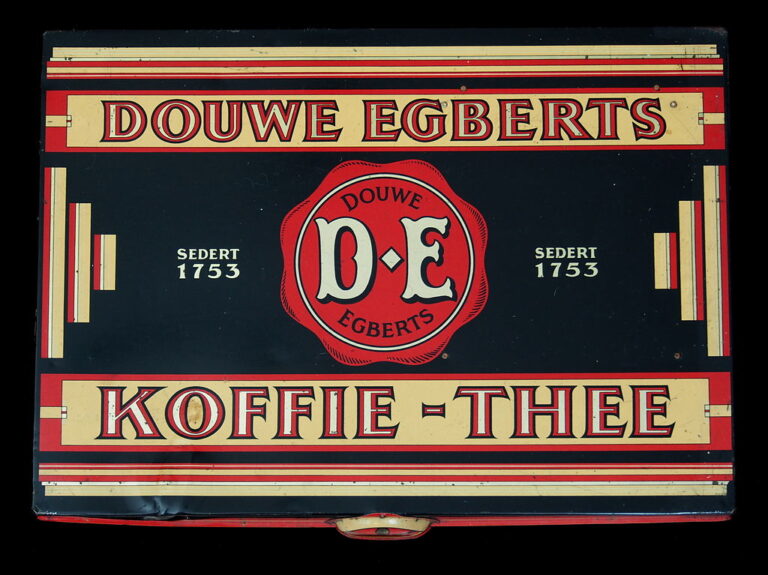 DOUWE EGBERTS
DOUWE
D◆E
EGBERTS
SEDERT
1753
SEDERT
1753
KOFFIE - THEE